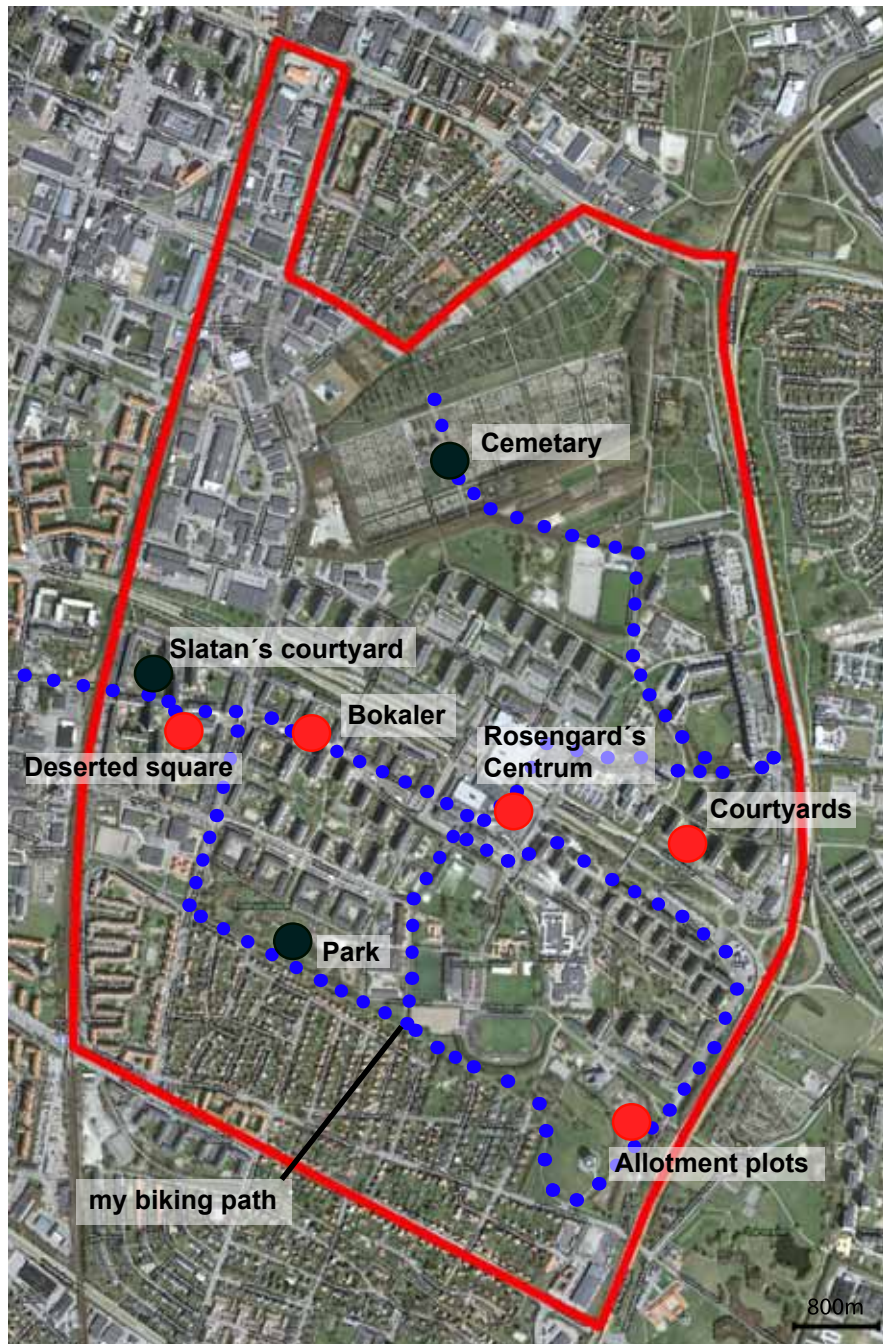 Cemetary
Slatan´s courtyard
Bokaler
Rosengard´s
Centrum
Deserted square
Courtyards
Park
Allotment plots
my biking path
800m